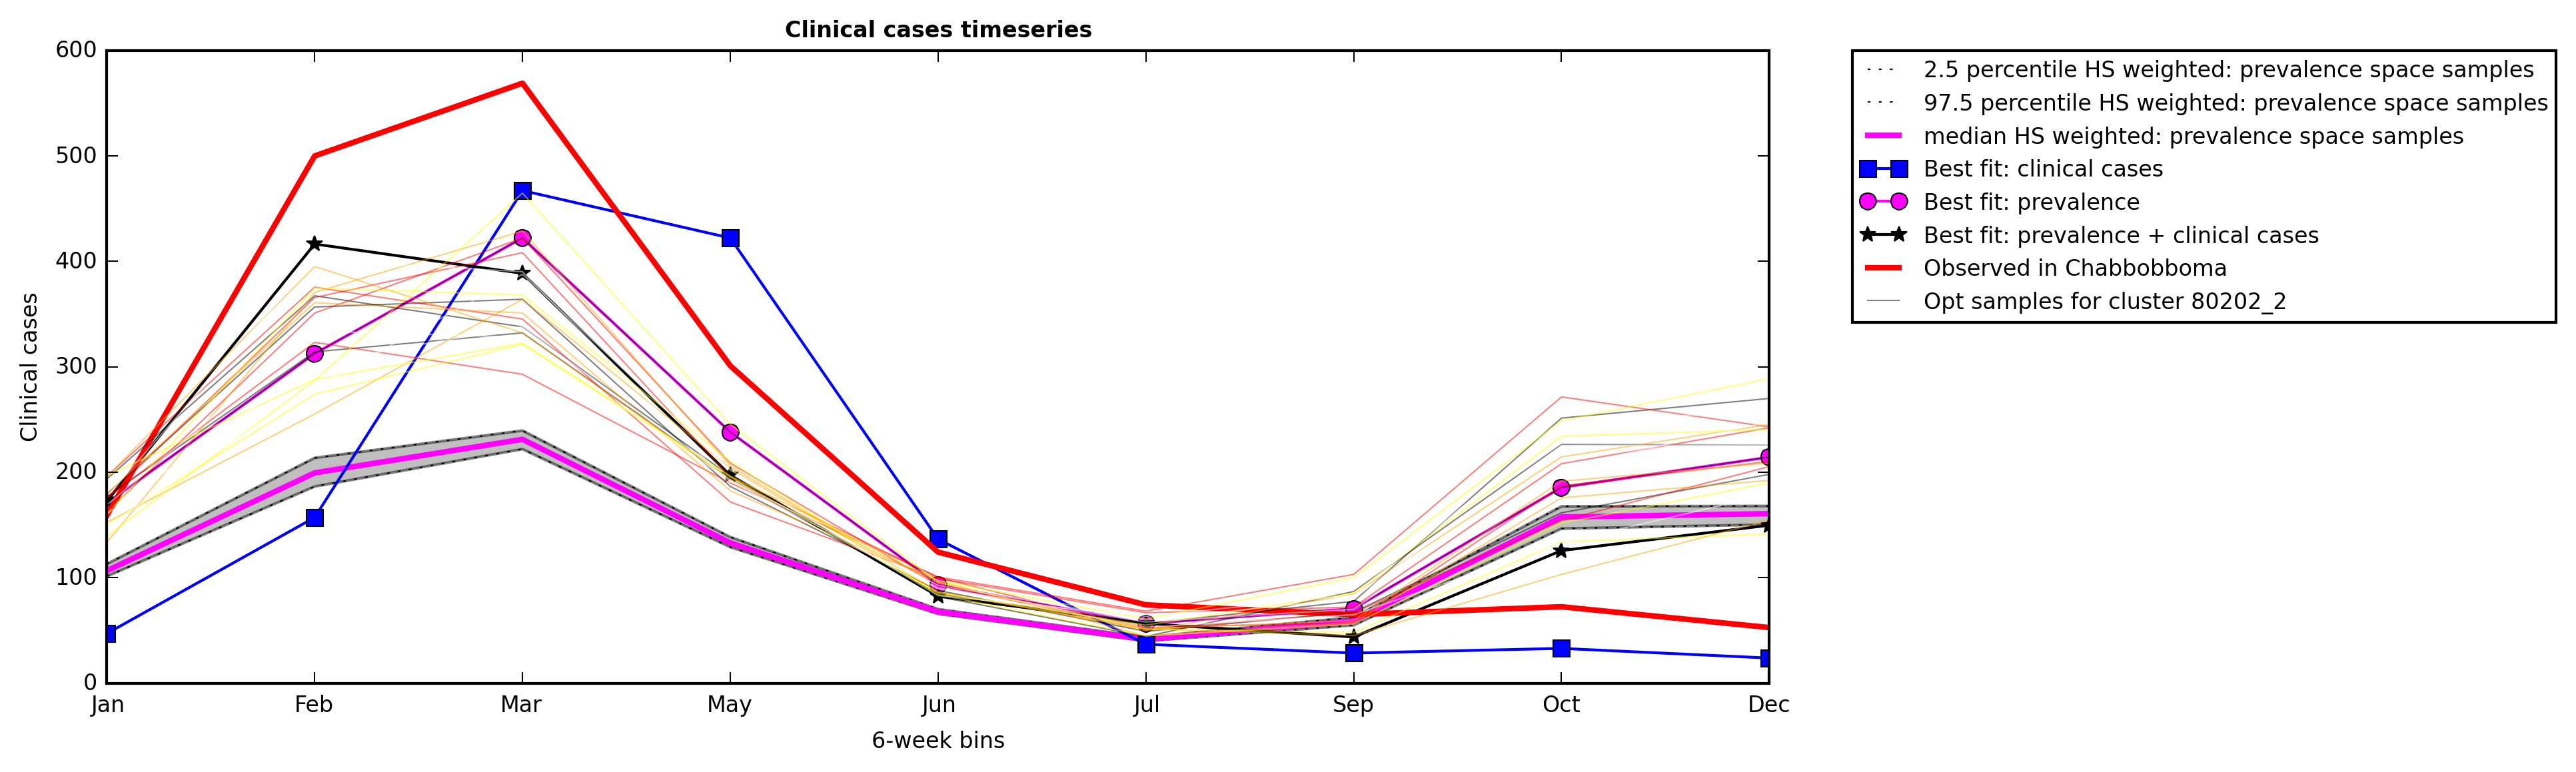 Clinical cases timeseries
600
500
400
300
200
100
0
Clinical cases
Jan Feb Mar May Jun Jul Sep Oct Dec
6-week bins
2.5 percentile HS weighted: prevalence space samples
97.5 percentile HS weighted: prevalence space samples
median HS weighted: prevalence space samples
Best fit: clinical cases
Best fit: prevalence
Best fit: prevalence + clinical cases
Observed in Chabbobboma
Opt samples for cluster 80202_2